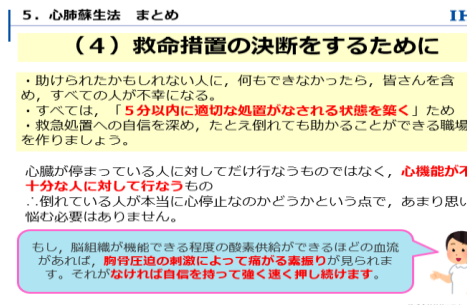 ５．心肺蘇生法　まとめ
IH
（４）救命措置の決断をするために
・助けられたかもしれない人に，何もできなかったら，皆さんを含
め，すべての人が不幸になる。
・すべては，「５分以内に適切な処置がなされる状態を築く」ため
・救急処置への自信を深め，たとえ倒れても助かることができる職場
を作りましょう。
心臓が停まっている人に対してだけ行なうものではなく，心機能が不
十分な人に対して行なうもの
∴倒れている人が本当に心停止なのかどうかという点で，あまり思い
悩む必要はありません。
もし，脳組織が機能できる程度の酸素供給ができるほどの血流
があれば，胸骨圧迫の刺激によって痛がる素振りが見られま
す。それがなければ自信を持って強く速く押し続けます。